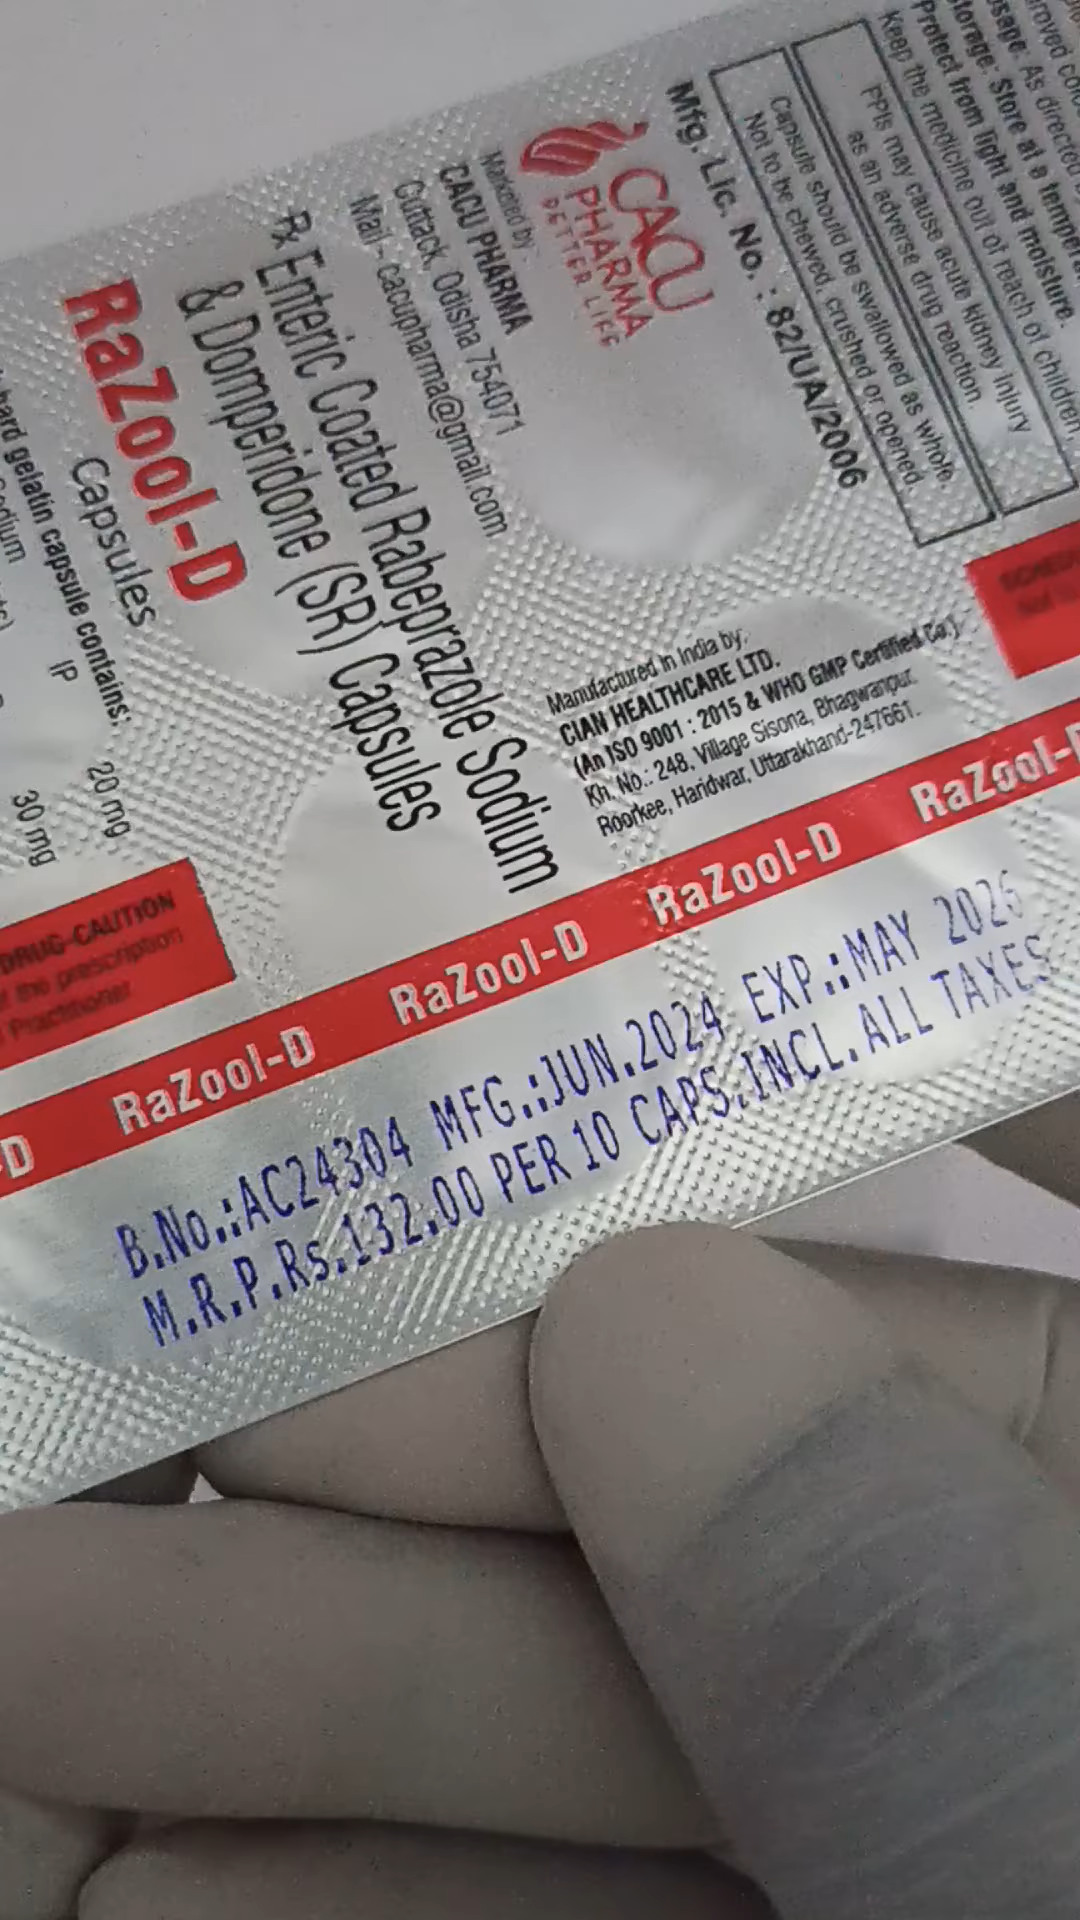 RaZool-D
Capsules
hard gelatin capsule contains:
IP
20 mg
30 mg
DRUG-CAUTION
the prescription
Practitioner
Rx Enteric Coated Rabeprazole Sodium
& Domperidone (SR) Capsules
CACU
PHARMA
BETTER LIFE
Marketed by:
CACU PHARMA
Cuttack, Odisha 754071
Mail - cacupharma@gmail.com
Mfg. Lic. No. : 82/UA/2006
Capsule should be swallowed as whole.
Not to be chewed, crushed or opened
PPIs may cause acute kidney injury
as an adverse drug reaction.
As directed
Storage: Store at a
Protect from light and moisture.
Keep the medicine out of reach of children.
Manufactured in India by:
CIAN HEALTHCARE LTD.
(An ISO 9001 : 2015 & WHO GMP Certified Co.)
Kh. No.: 248, Village Sisona, Bhagwanpur,
Roorkee, Haridwar, Uttarakhand-247661.
RaZool-D RaZool-D RaZool-D RaZool-D
B.No.:AC24304 MFG.:JUN.2024 EXP.:MAY 2026
M.R.P.Rs.132.00 PER 10 CAPS.INCL.ALL TAXES